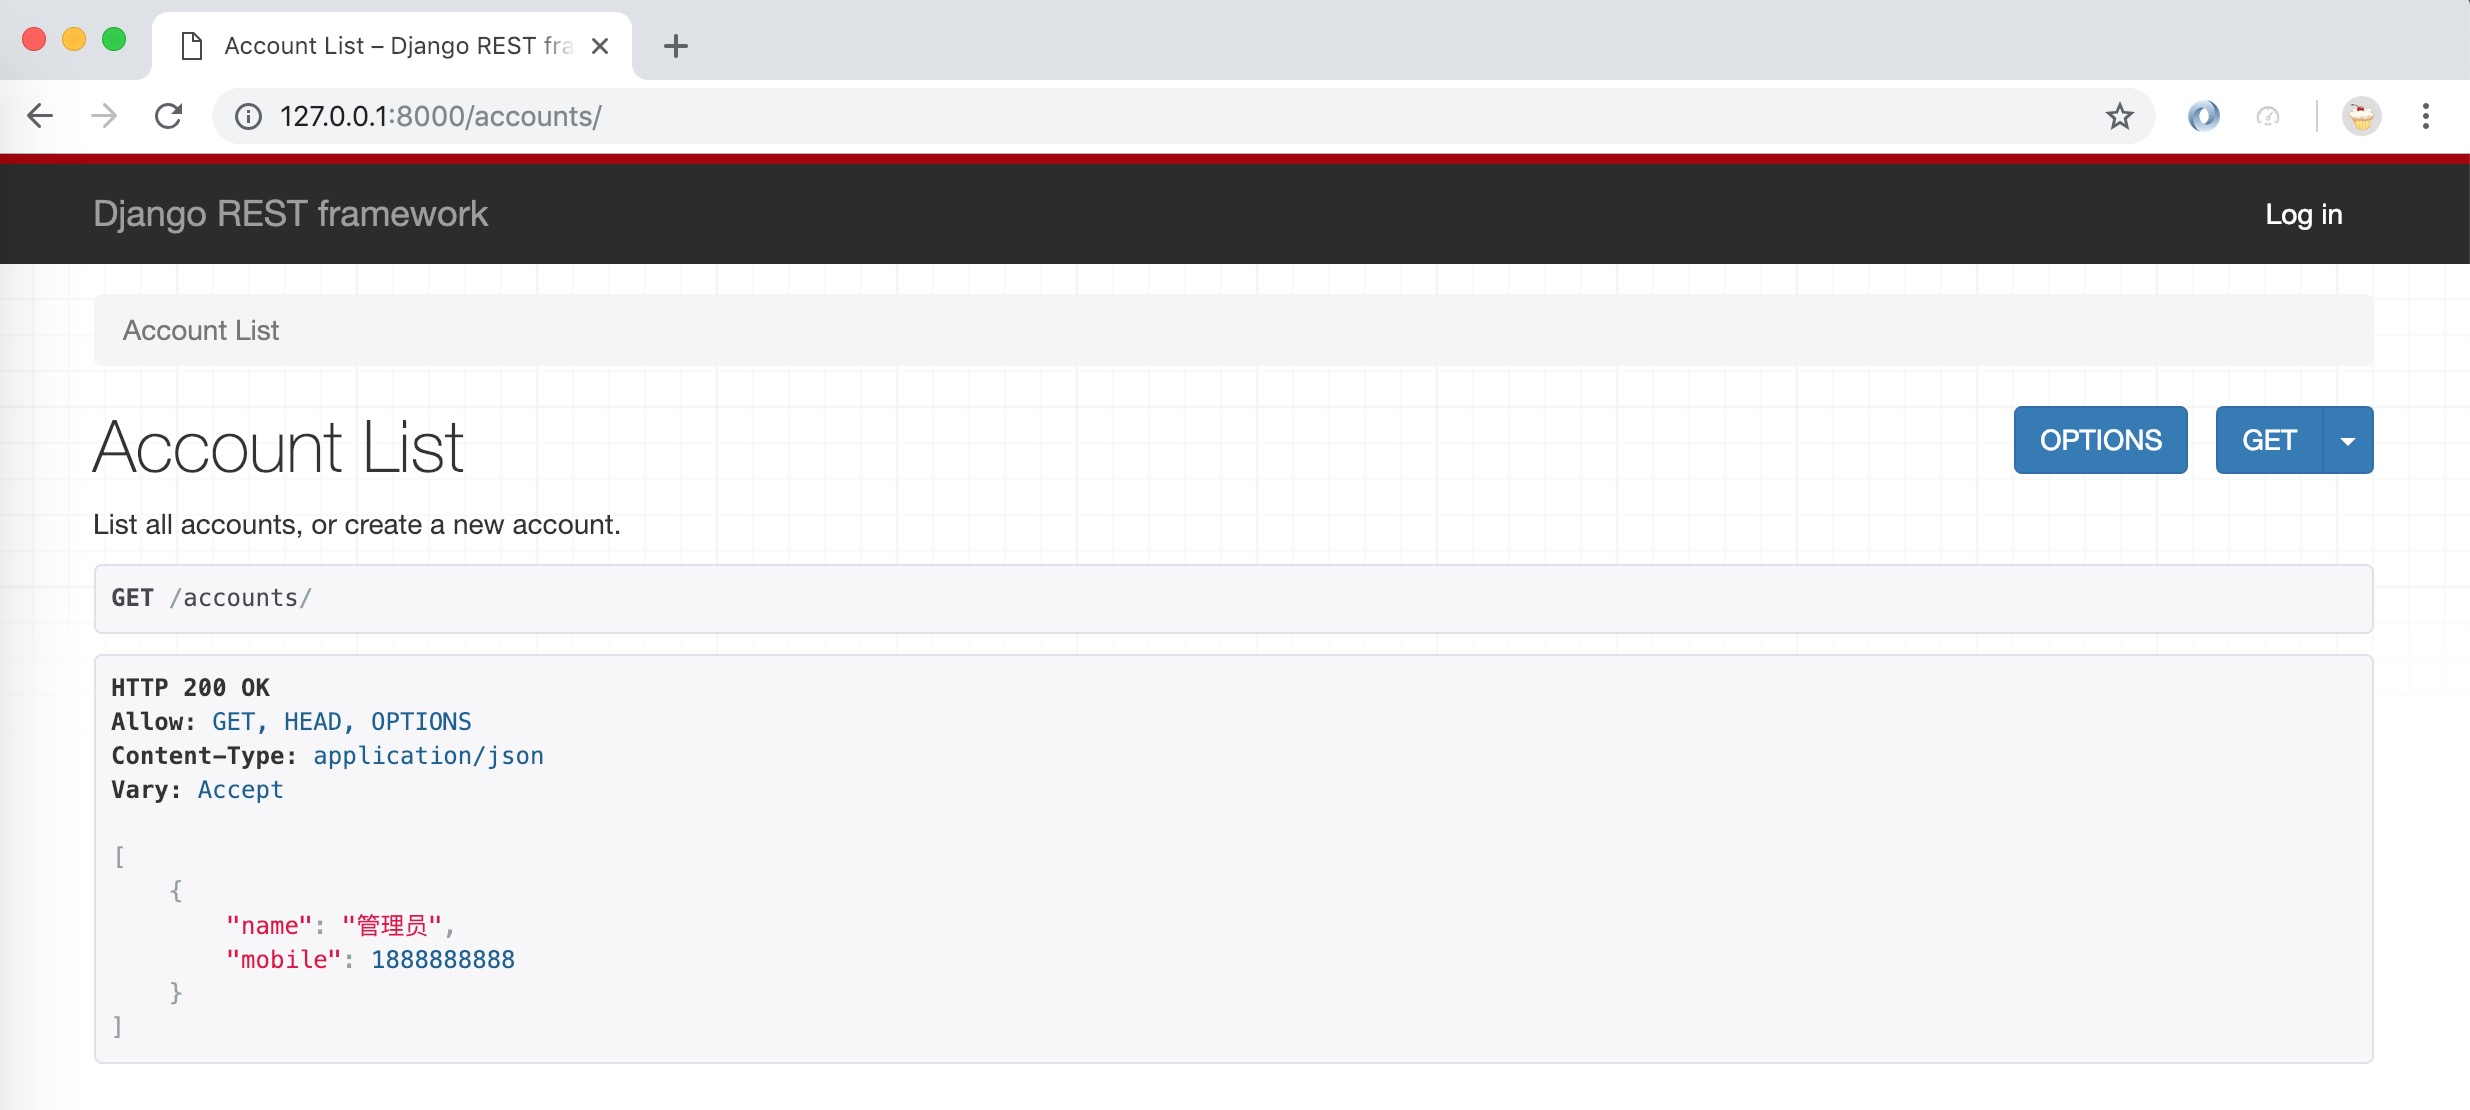 Account List – Django REST fra
127.0.0.1:8000/accounts/
Django REST framework
Log in
Account List
Account List
OPTIONS
GET
List all accounts, or create a new account.
GET /accounts/
HTTP 200 OK
Allow: GET, HEAD, OPTIONS
Content-Type: application/json
Vary: Accept
[
    {
        "name": "管理员",
        "mobile": 1888888888
    }
]